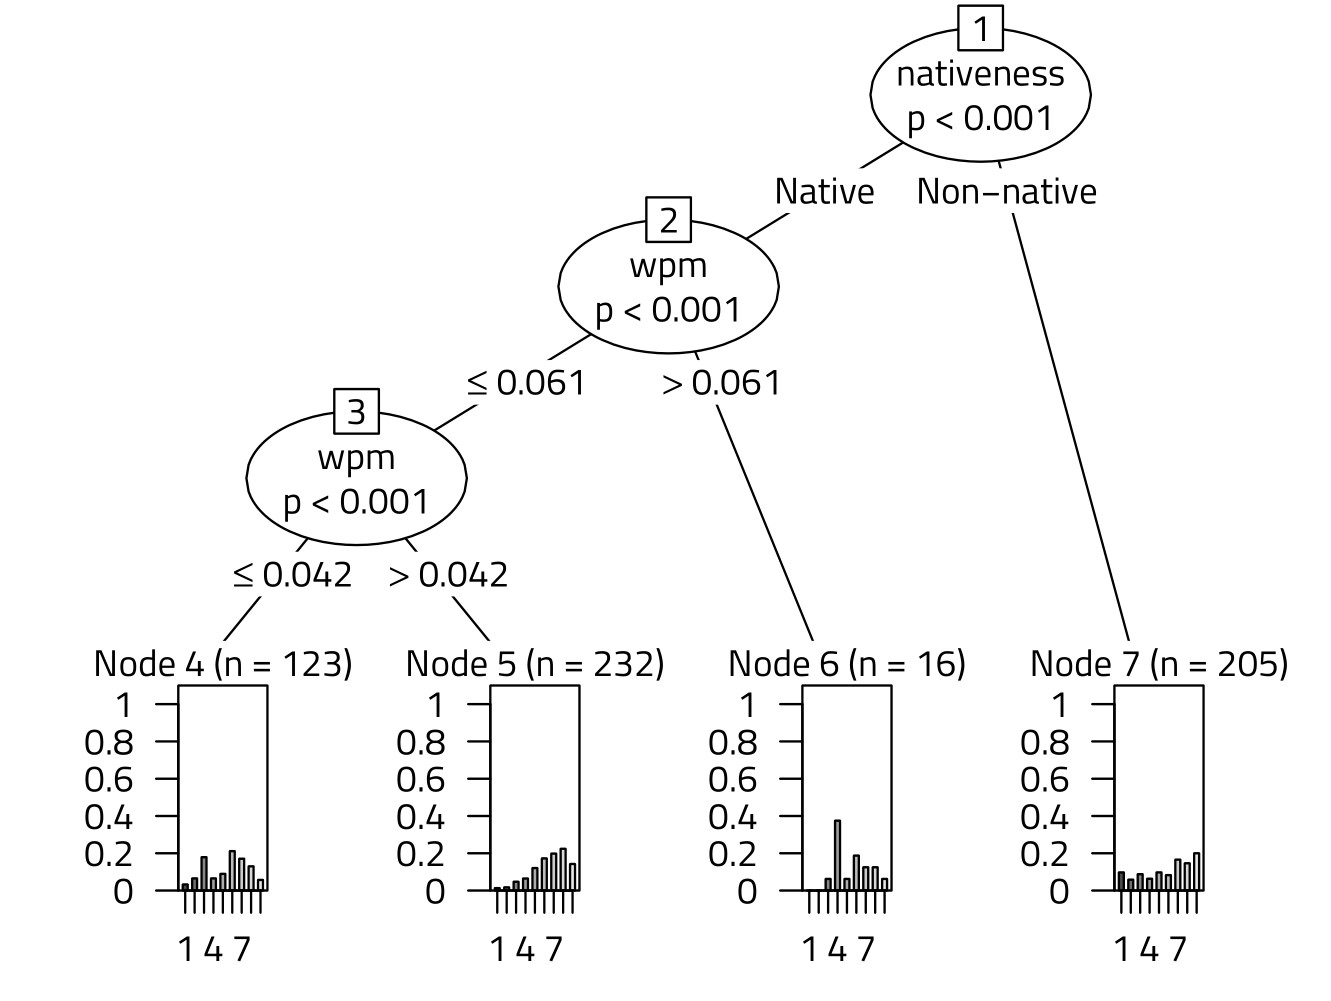 1
nativeness
p < 0.001
Native
Non−native
2
wpm
p < 0.001
≤ 0.061
> 0.061
3
wpm
p < 0.001
≤ 0.042
> 0.042
Node 4 (n = 123)
1
0.8
0.6
0.4
0.2
0
1 4 7
Node 5 (n = 232)
1
0.8
0.6
0.4
0.2
0
1 4 7
Node 6 (n = 16)
1
0.8
0.6
0.4
0.2
0
1 4 7
Node 7 (n = 205)
1
0.8
0.6
0.4
0.2
0
1 4 7